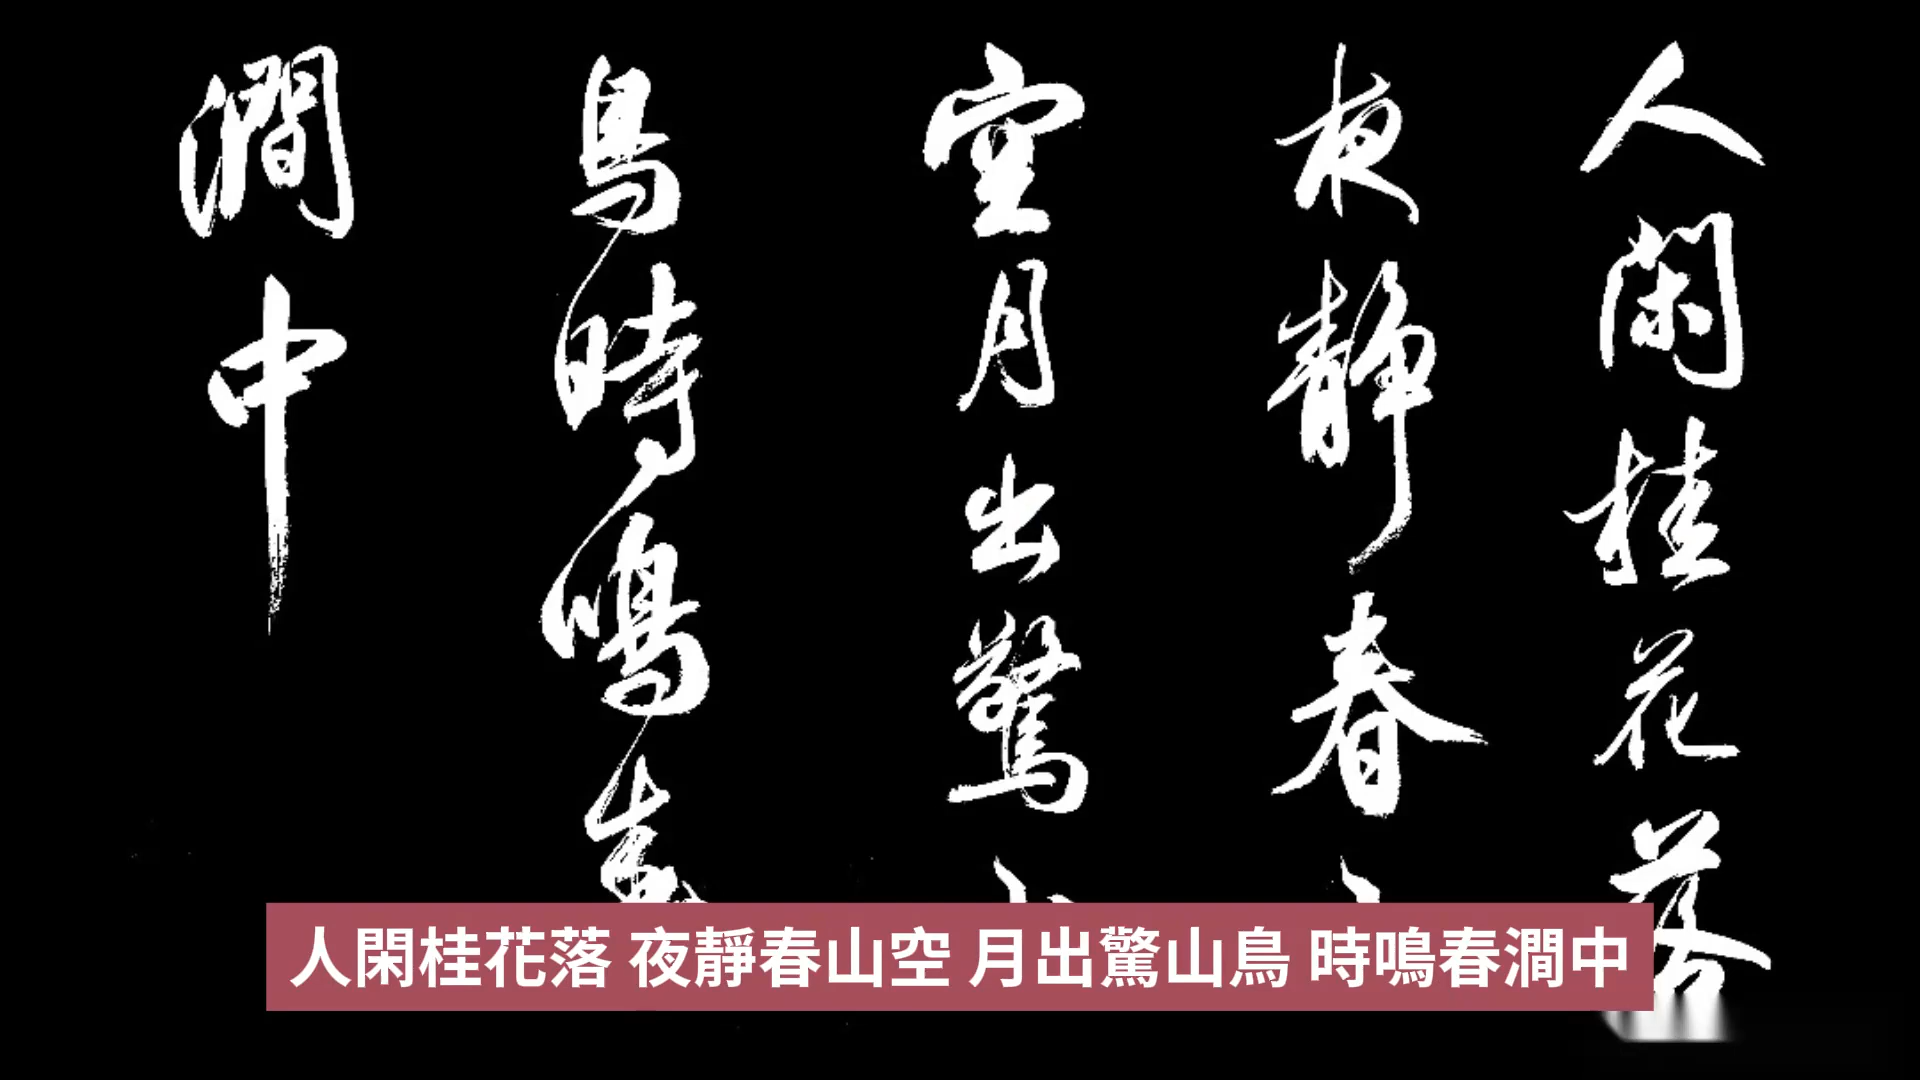 人閑桂花落
夜靜春
空月出驚
鳥時鳴春
澗中
人閑桂花落 夜靜春山空 月出驚山鳥 時鳴春澗中